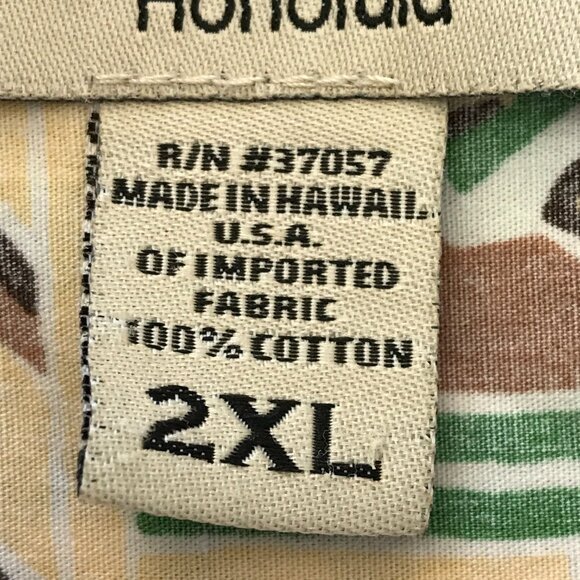 Honolulu
R/N #37057
MADE IN HAWAII,
U.S.A.
OF IMPORTED
FABRIC
100% COTTON
2XL